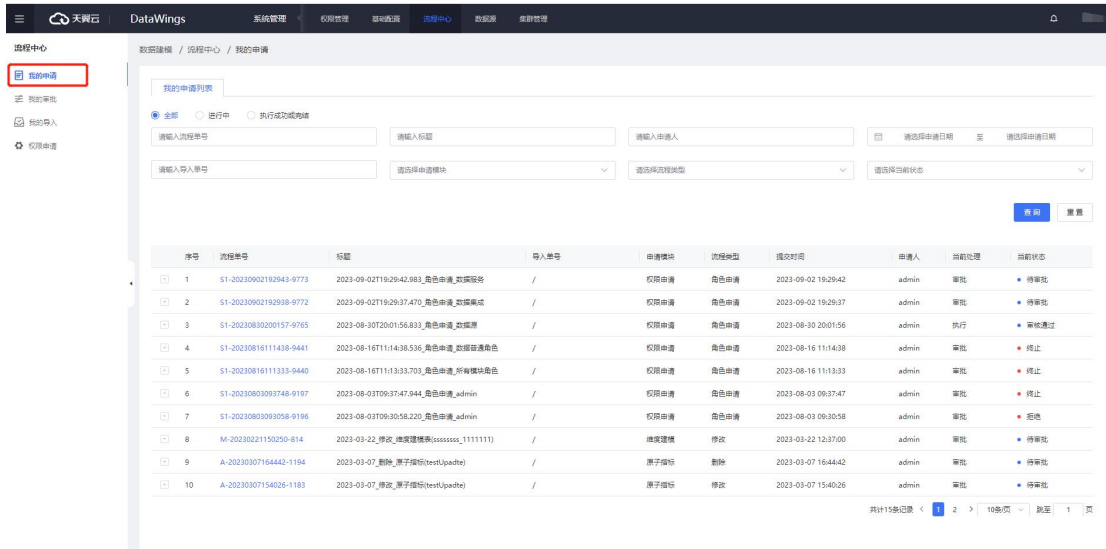 天翼云 DataWings 系统管理 权限管理 基础配置 流程中心 数据源 集群管理
流程中心
数据建模 / 流程中心 / 我的申请
我的申请
我的申请列表
我的审批
全部 进行中 执行成功或完结
我的导入
请输入流程单号 请输入标题 请输入申请人 请选择申请日期 至 请选择申请日期
权限申请
请输入导入单号 请选择申请模块 请选择流程类型 请选择当前状态
查询 重置
序号 流程单号 标题 导入单号 申请模块 流程类型 提交时间 申请人 当前处理 当前状态
1 S1-20230902192943-9773 2023-09-02T19:29:42.983_角色申请_数据服务 / 权限申请 角色申请 2023-09-02 19:29:42 admin 审批 待审批
2 S1-20230902192938-9772 2023-09-02T19:29:37.470_角色申请_数据集成 / 权限申请 角色申请 2023-09-02 19:29:37 admin 审批 待审批
3 S1-20230830200157-9765 2023-08-30T20:01:56.833_角色申请_数据源 / 权限申请 角色申请 2023-08-30 20:01:56 admin 执行 审核通过
4 S1-20230816111438-9441 2023-08-16T11:14:38.536_角色申请_数据普通角色 / 权限申请 角色申请 2023-08-16 11:14:38 admin 审批 终止
5 S1-20230816111333-9440 2023-08-16T11:13:33.703_角色申请_所有模块角色 / 权限申请 角色申请 2023-08-16 11:13:33 admin 审批 终止
6 S1-20230803093748-9197 2023-08-03T09:37:47.944_角色申请_admin / 权限申请 角色申请 2023-08-03 09:37:47 admin 审批 终止
7 S1-20230803093058-9196 2023-08-03T09:30:58.220_角色申请_admin / 权限申请 角色申请 2023-08-03 09:30:58 admin 审批 拒绝
8 M-20230221150250-814 2023-03-22_修改_维度建模表(ssssssss_1111111) / 维度建模 修改 2023-03-22 12:37:00 admin 审批 待审批
9 A-20230307164442-1194 2023-03-07_删除_原子指标(testUpadte) / 原子指标 删除 2023-03-07 16:44:42 admin 审批 待审批
10 A-20230307154026-1183 2023-03-07_修改_原子指标(testUpadte) / 原子指标 修改 2023-03-07 15:40:26 admin 审批 待审批
共计15条记录 1 2 10条/页 跳至 1 页